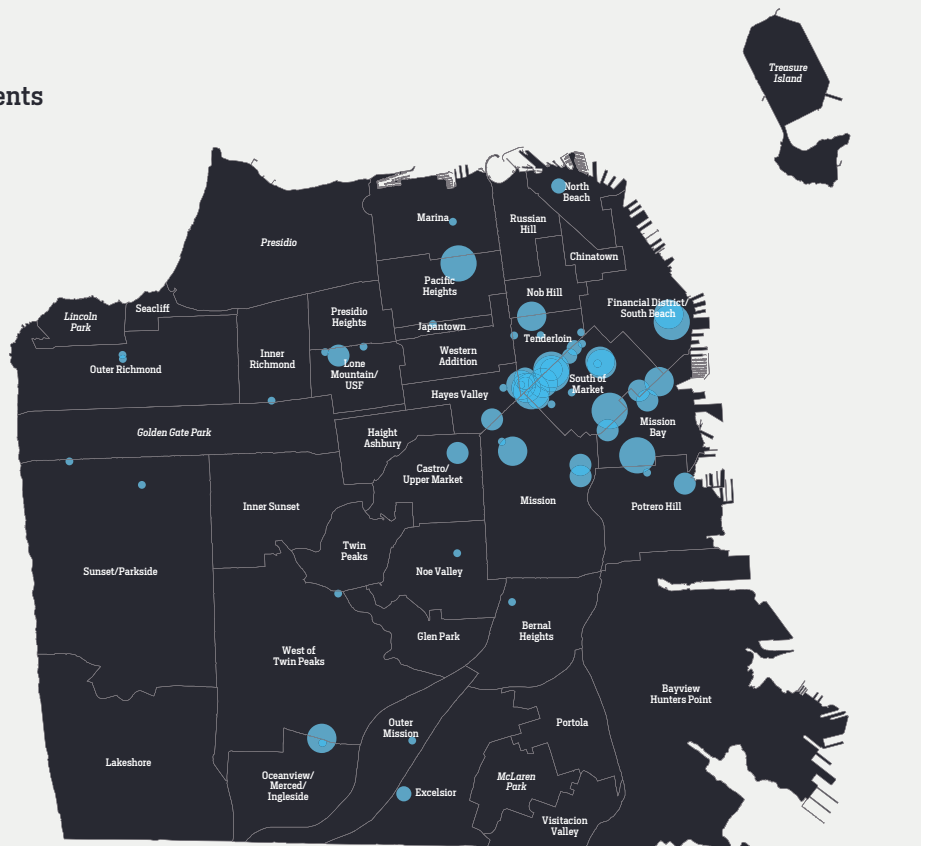 Treasure
Island
ents
North
Beach
Marina
Russian
Hill
Presidio
Chinatown
Pacific
Heights
Nob Hill
Seacliff
Financial District/
South Beach
Lincoln
Park
Presidio
Heights
Japantown
Tenderloin
Inner
Richmond
Western
Addition
Outer Richmond
Lone
Mountain/
USF
South of
Market
Hayes Valley
Golden Gate Park
Haight
Ashbury
Mission
Bay
Castro/
Upper Market
Inner Sunset
Mission
Potrero Hill
Twin
Peaks
Sunset/Parkside
Noe Valley
Glen Park
Bernal
Heights
West of
Twin Peaks
Bayview
Hunters Point
Outer
Mission
Portola
Lakeshore
Oceanview/
Merced/
Ingleside
McLaren
Park
Excelsior
Visitacion
Valley